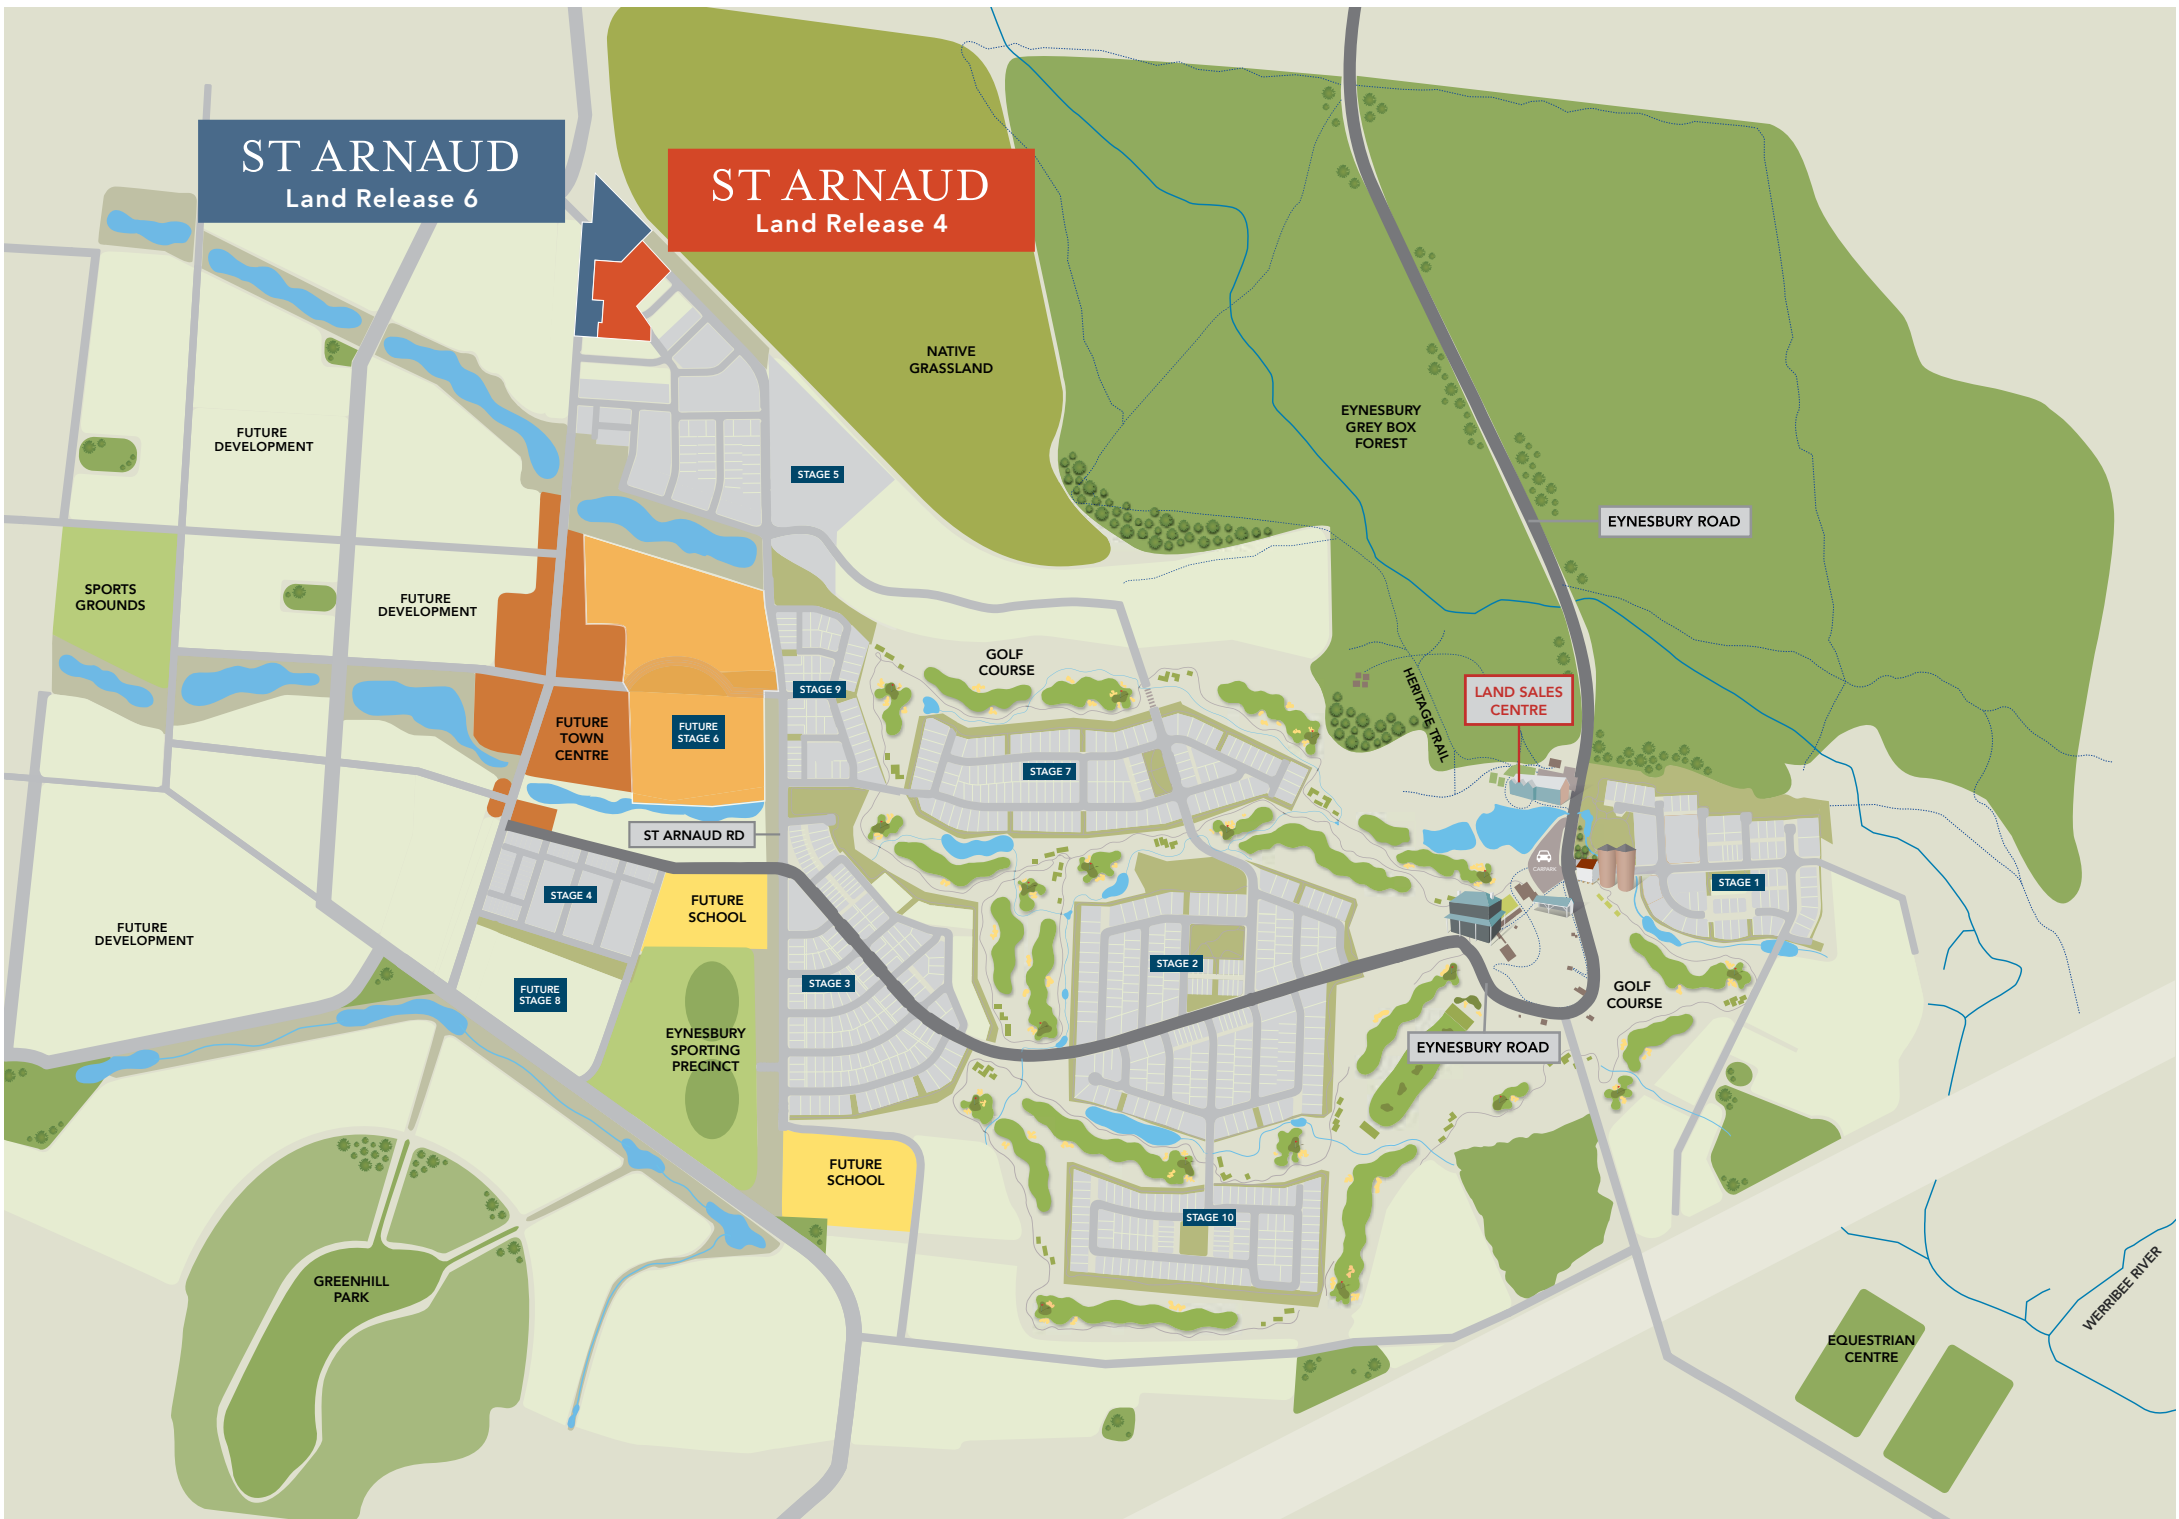 ST ARNAUD
Land Release 6
ST ARNAUD
Land Release 4
NATIVE
GRASSLAND
EYNESBURY
GREY BOX
FOREST
FUTURE
DEVELOPMENT
STAGE 5
EYNESBURY ROAD
SPORTS
GROUNDS
FUTURE
DEVELOPMENT
GOLF
COURSE
STAGE 9
HERITAGE TRAIL
LAND SALES
CENTRE
FUTURE
TOWN
CENTRE
FUTURE
STAGE 6
STAGE 7
ST ARNAUD RD
CARPARK
STAGE 1
STAGE 4
FUTURE
SCHOOL
FUTURE
DEVELOPMENT
STAGE 2
STAGE 3
FUTURE
STAGE 8
GOLF
COURSE
EYNESBURY
SPORTING
PRECINCT
EYNESBURY ROAD
FUTURE
SCHOOL
STAGE 10
GREENHILL
PARK
WERRIBEE RIVER
EQUESTRIAN
CENTRE